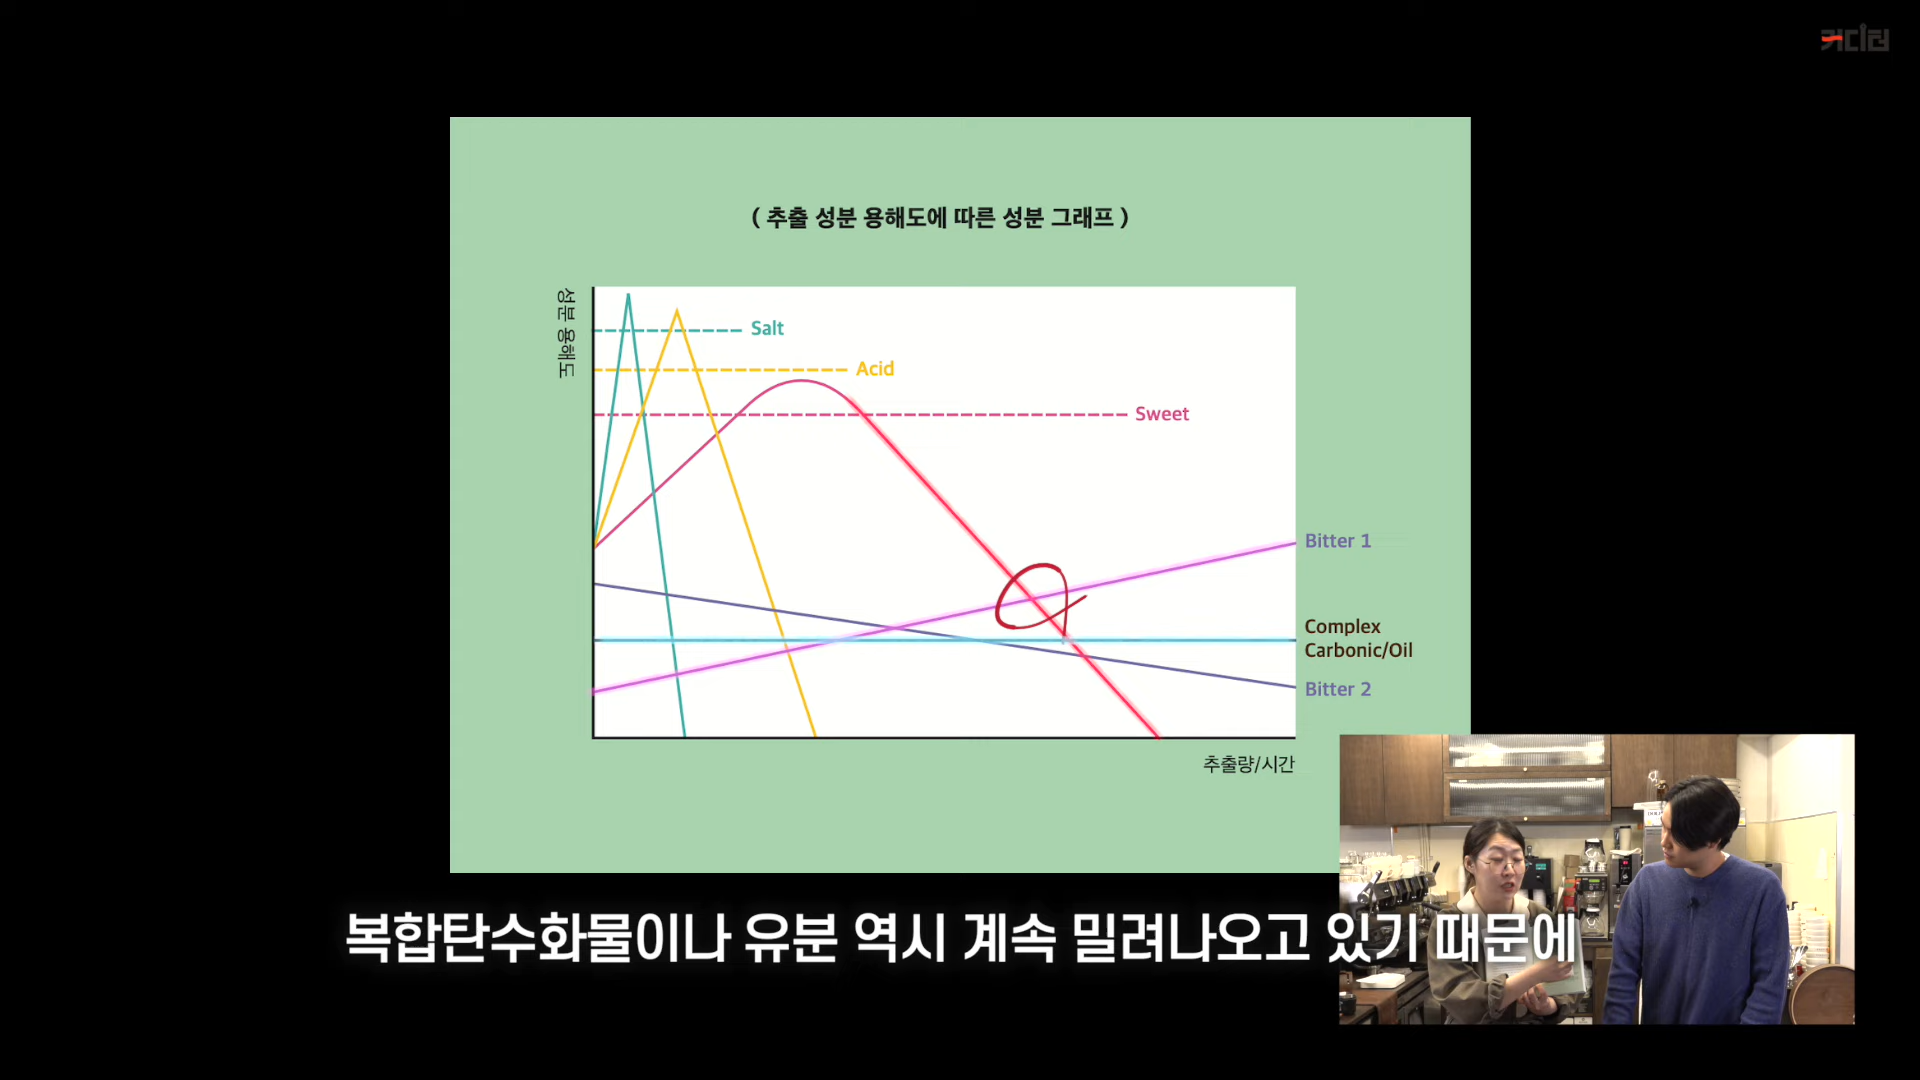 커디터
( 추출 성분 용해도에 따른 성분 그래프 )
성분 용해도
Salt
Acid
Sweet
Bitter 1
Complex
Carbonic/Oil
Bitter 2
추출량/시간
복합탄수화물이나 유분 역시 계속 밀려나오고 있기 때문에